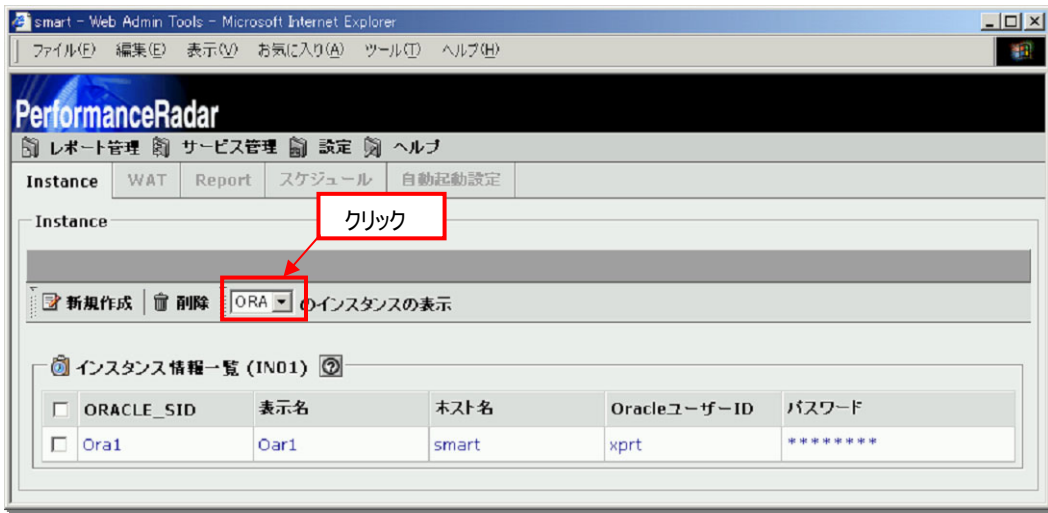 smart - Web Admin Tools - Microsoft Internet Explorer
ファイル(F) 編集(E) 表示(V) お気に入り(A) ツール(T) ヘルプ(H)
PerformanceRadar
レポート管理 サービス管理 設定 ヘルプ
Instance WAT Report スケジュール 自動起動設定
Instance
クリック
新規作成 削除 ORA のインスタンスの表示
インスタンス情報一覧 (IN01)
ORACLE_SID 表示名 ホスト名 OracleユーザーID パスワード
Ora1 Oar1 smart xprt ********